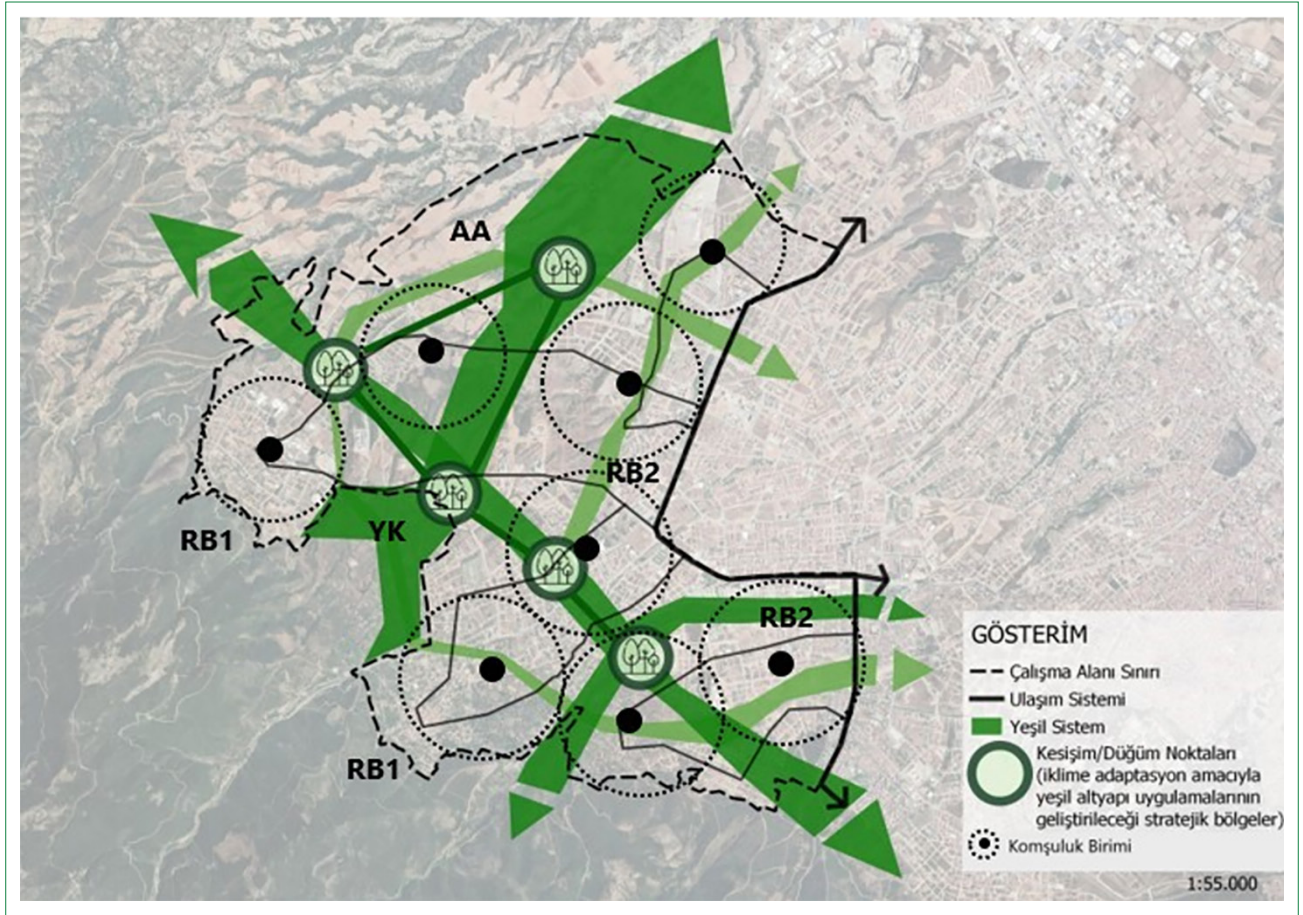 AA
RB2
YK
RB1
RB2
RB1
GÖSTERİM
Çalışma Alanı Sınırı
Ulaşım Sistemi
Yeşil Sistem
Kesişim/Düğüm Noktaları
(iklime adaptasyon amacıyla
yeşil altyapı uygulamalarının
geliştirileceği stratejik bölgeler)
Komşuluk Birimi
1:55.000